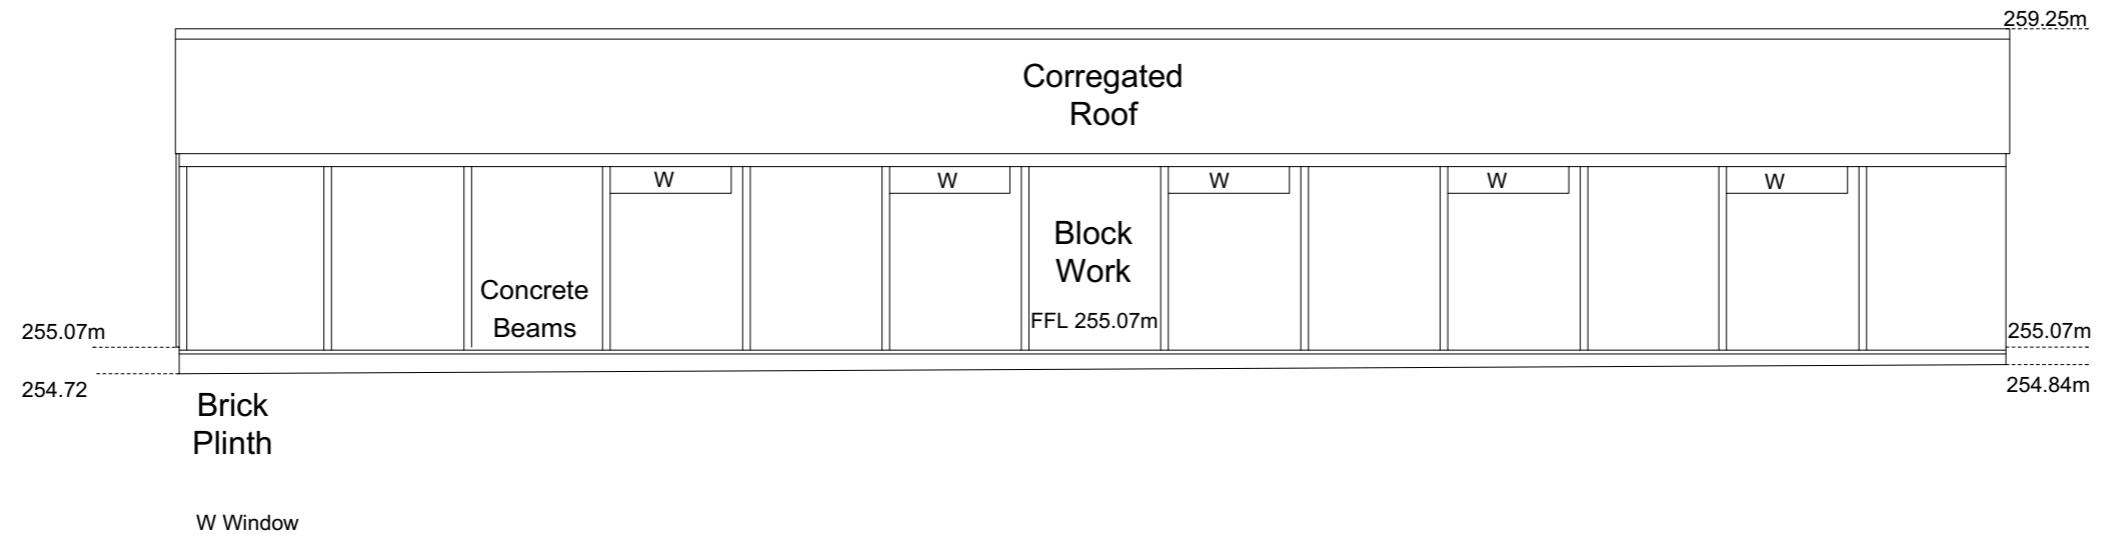 259.25m
Corregated
Roof
W W W W W
Block
Work
Concrete
Beams
FFL 255.07m
255.07m 255.07m
254.72 254.84m
Brick
Plinth
W Window